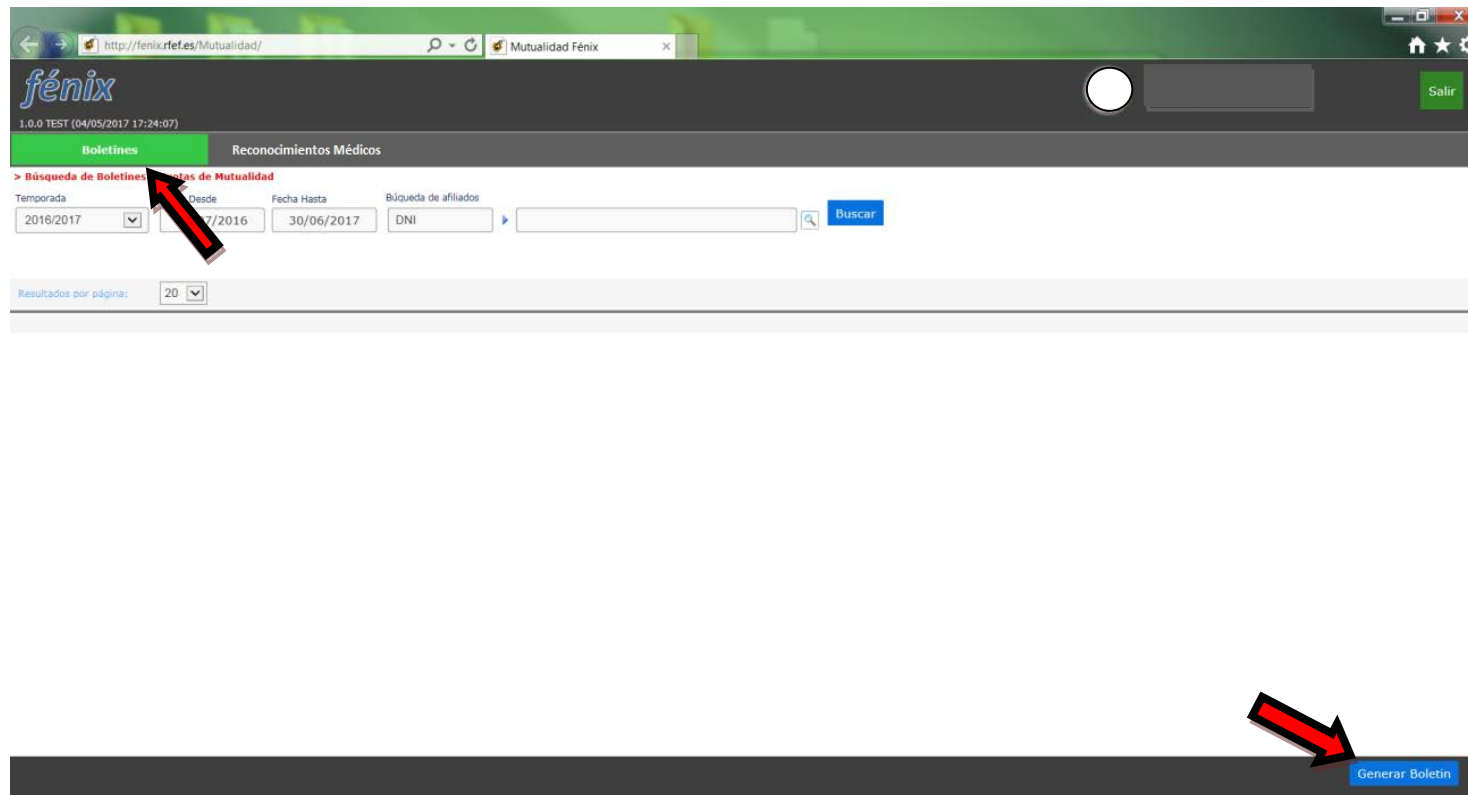 http://fenix.rfef.es/Mutualidad/
Mutualidad Fénix
fénix
Salir
1.0.0 TEST (04/05/2017 17:24:07)
Boletines Reconocimientos Médicos
> Búsqueda de Boletines de Mutualidad
Temporada Desde Fecha Hasta Búqueda de afiliados
2016/2017 7/2016 30/06/2017 DNI Buscar
Resultados por página: 20
Generar Boletin